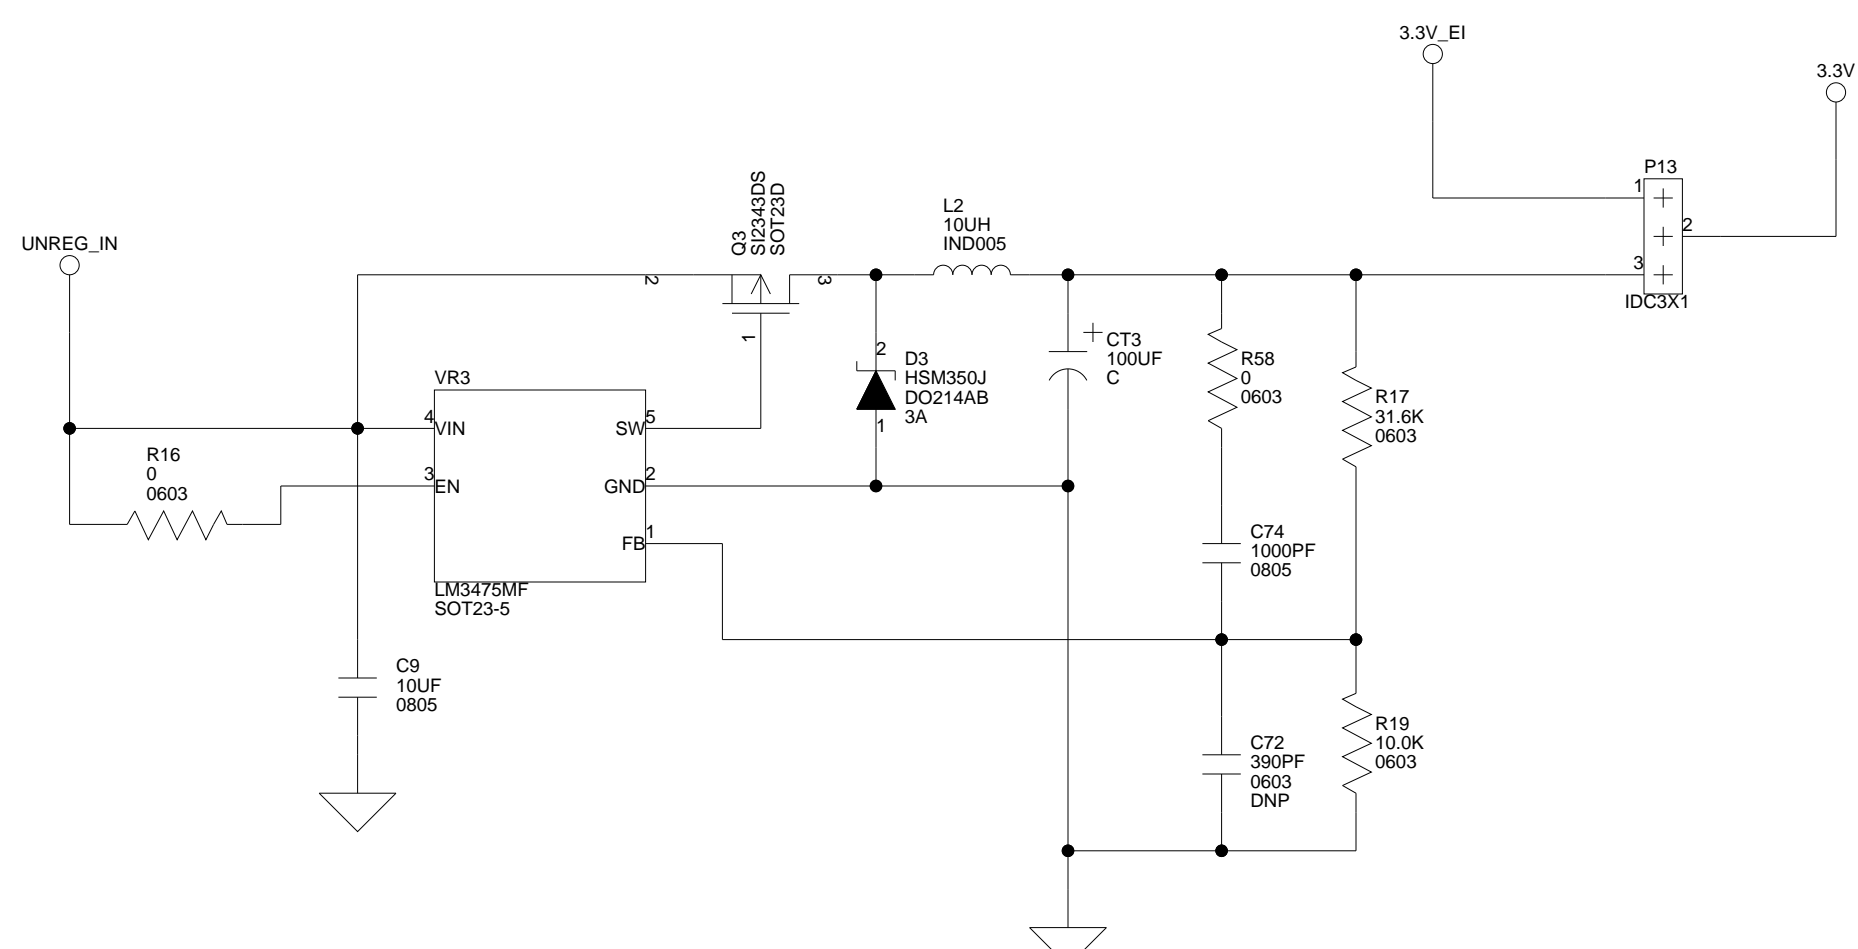 3.3V_EI
3.3V
P13
1
2
3
IDC3X1
UNREG_IN
Q3
SI2343DS
SOT23D
2
3
1
L2
10UH
IND005
VR3
4
VIN
3
EN
5
SW
2
GND
1
FB
LM3475MF
SOT23-5
R16
0
0603
2
D3
HSM350J
DO214AB
3A
1
CT3
100UF
C
R58
0
0603
R17
31.6K
0603
C74
1000PF
0805
C9
10UF
0805
C72
390PF
0603
DNP
R19
10.0K
0603